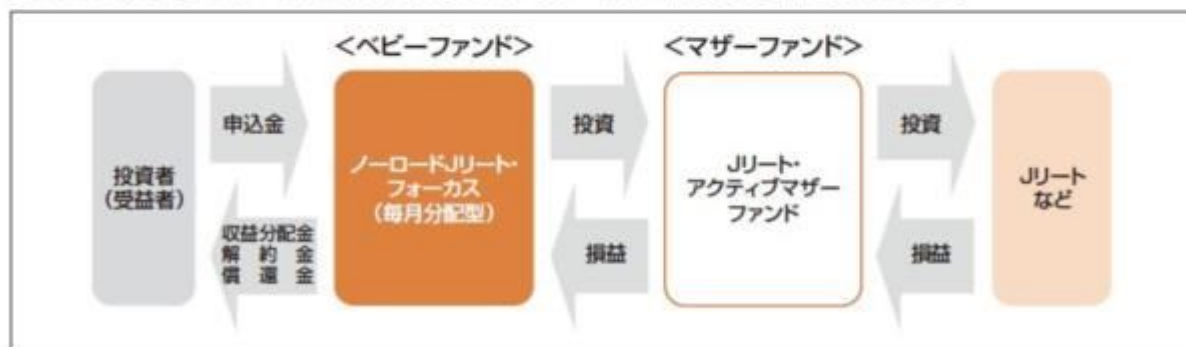 <ベビーファンド>
<マザーファンド>
投資者
(受益者)
申込金
収益分配金
解約金
償還金
ノーロードJリート・
フォーカス
(毎月分配型)
投資
損益
Jリート・
アクティブマザー
ファンド
投資
損益
Jリート
など